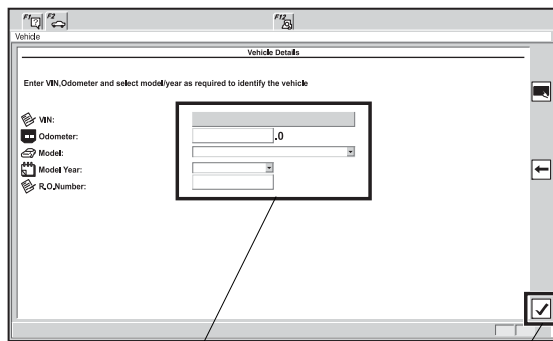 F1 F2 F12
Vehicle
Vehicle Details
Enter VIN,Odometer and select model/year as required to identify the vehicle
VIN:
Odometer: .0
Model:
Model Year:
R.O.Number: